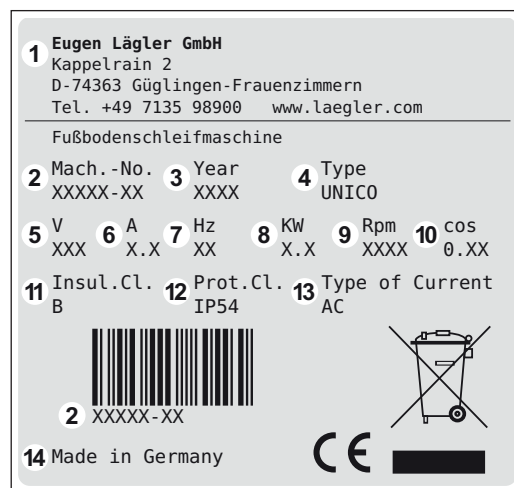 1 Eugen Lägler GmbH
Kappelrain 2
D-74363 Güglingen-Frauenzimmern
Tel. +49 7135 98900 www.laegler.com
Fußbodenschleifmaschine
2 Mach.-No. 3 Year 4 Type
XXXXX-XX XXXX UNICO
5 V 6 A 7 Hz 8 KW 9 Rpm 10 cos
XXX X.X XX X.X XXXX 0.XX
11 Insul.Cl. 12 Prot.Cl. 13 Type of Current
B IP54 AC
2 XXXXX-XX
14 Made in Germany CE